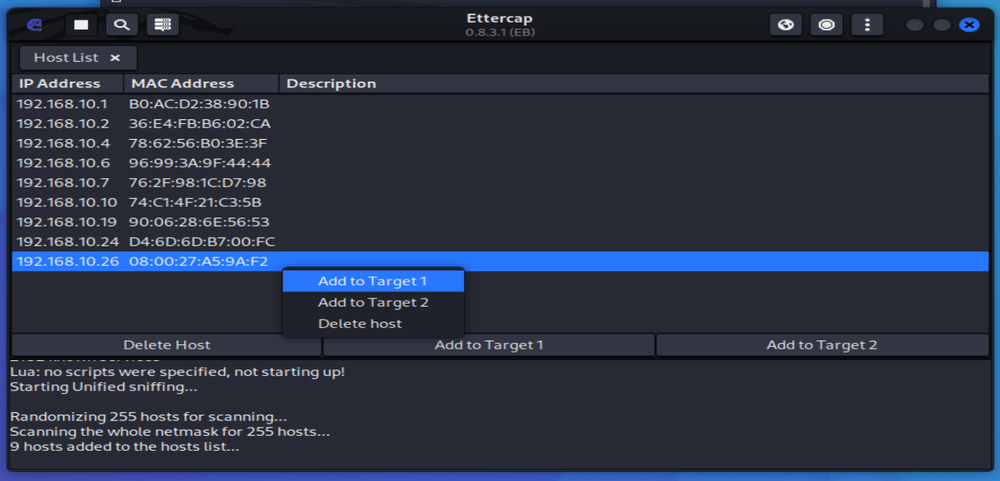 Ettercap
0.8.3.1 (EB)
Host List
IP Address MAC Address Description
192.168.10.1 B0:AC:D2:38:90:1B
192.168.10.2 36:E4:FB:B6:02:CA
192.168.10.4 78:62:56:B0:3E:3F
192.168.10.6 96:99:3A:9F:44:44
192.168.10.7 76:2F:98:1C:D7:98
192.168.10.10 74:C1:4F:21:C3:5B
192.168.10.19 90:06:28:6E:56:53
192.168.10.24 D4:6D:6D:B7:00:FC
192.168.10.26 08:00:27:A5:9A:F2
Add to Target 1
Add to Target 2
Delete host
Delete Host Add to Target 1 Add to Target 2
Lua: no scripts were specified, not starting up!
Starting Unified sniffing...
Randomizing 255 hosts for scanning...
Scanning the whole netmask for 255 hosts...
9 hosts added to the hosts list...